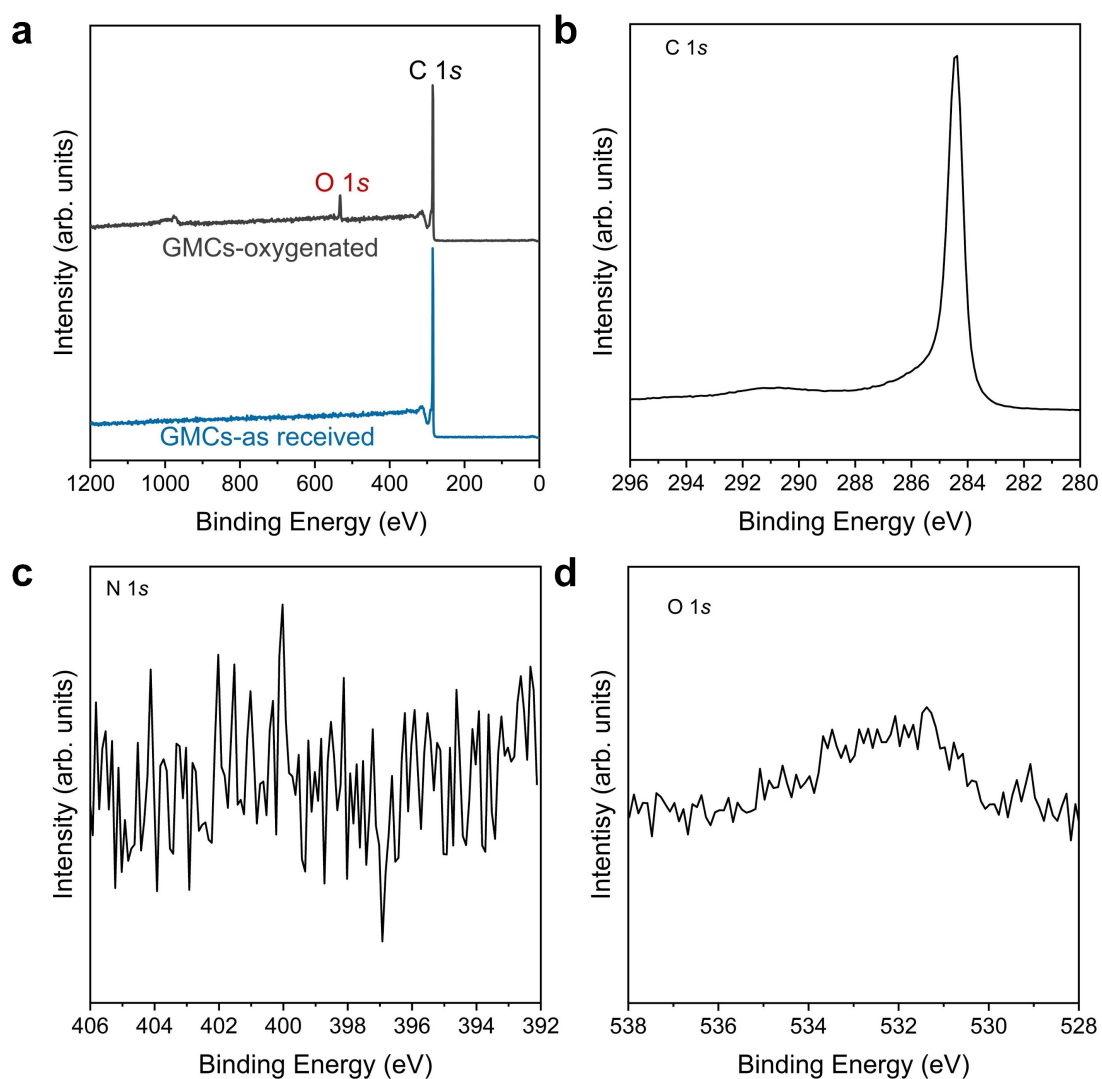 a
C 1s
O 1s
GMCs-oxygenated
GMCs-as received
Intensity (arb. units)
1200 1000 800 600 400 200 0
Binding Energy (eV)
b
C 1s
Intensity (arb. units)
296 294 292 290 288 286 284 282 280
Binding Energy (eV)
c
N 1s
Intensity (arb. units)
406 404 402 400 398 396 394 392
Binding Energy (eV)
d
O 1s
Intentisy (arb. units)
538 536 534 532 530 528
Binding Energy (eV)